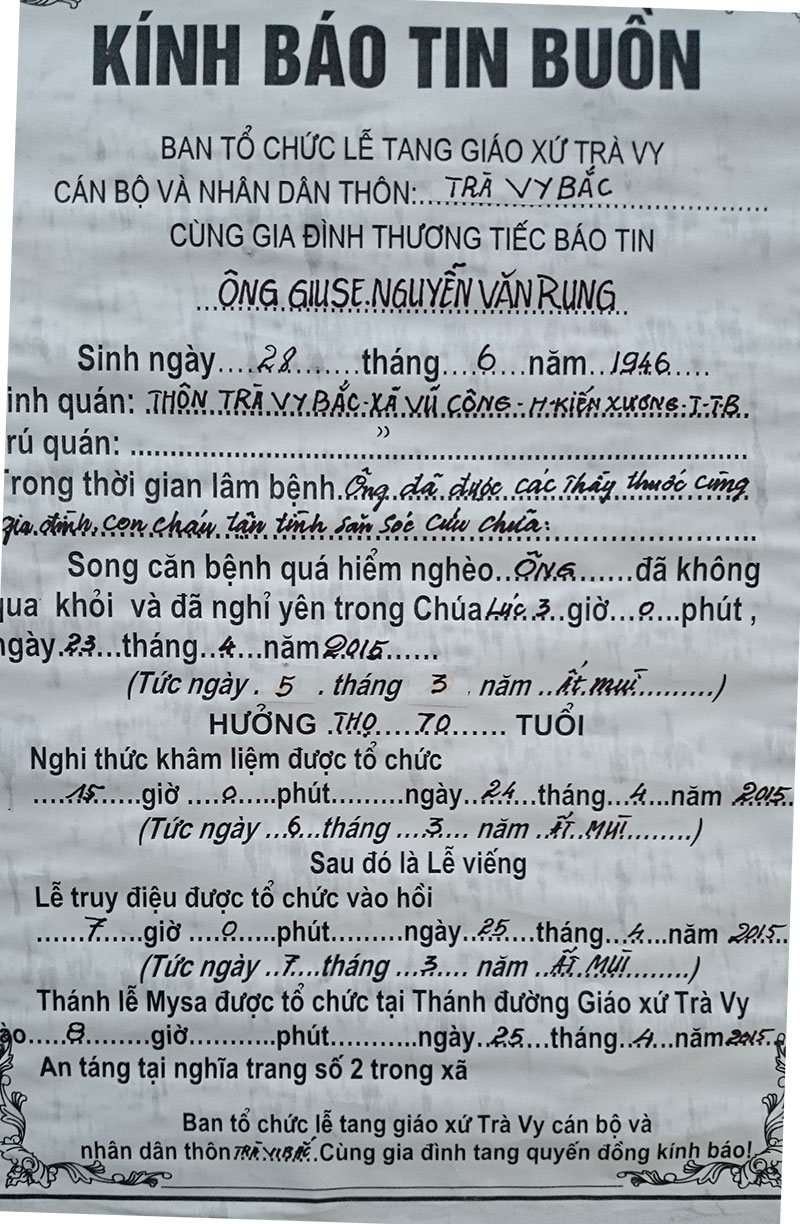 KÍNH BÁO TIN BUỒN
BAN TỔ CHỨC LỄ TANG GIÁO XỨ TRÀ VY
CÁN BỘ VÀ NHÂN DÂN THÔN:...TRÀ VY BẮC...............
CÙNG GIA ĐÌNH THƯƠNG TIẾC BÁO TIN
...ÔNG GIUSE.NGUYỄN VĂN RUNG..
Sinh ngày....28.......tháng....6...năm..1946.....
inh quán: THÔN TRÀ VY BẮC-XÃ VŨ CÔNG-H-KIẾN XƯƠNG-T-TB.
rú quán: ...................."....................................
Trong thời gian lâm bệnh.Ông đã được các thầy thuốc cùng
gia đình, con cháu tận tình săn sóc cứu chữa:...................
Song căn bệnh quá hiểm nghèo..ÔNG......đã không
qua khỏi và đã nghỉ yên trong Chúa Lúc 3..giờ...0...phút,
ngày.23...tháng..4...năm 2015......
(Tức ngày . 5 . tháng 3 . năm ..Ất mùi..........)
HƯỞNG .THỌ.....70...... TUỔI
Nghi thức khâm liệm được tổ chức
.....15......giờ ....0.....phút.........ngày..24...tháng...4...năm 2015.
(Tức ngày ...6...tháng ....3.... năm ..ẤT MÙI.........)
Sau đó là Lễ viếng
Lễ truy điệu được tổ chức vào hồi
......7.....giờ ....0.....phút.........ngày..25...tháng...4...năm 2015..
(Tức ngày ..7...tháng ...3.... năm ..ẤT MÙI.........)
Thánh lễ Mysa được tổ chức tại Thánh đường Giáo xứ Trà Vy
ào.....8.........giờ...........phút............ngày..25...tháng..4...năm 2015..
An táng tại nghĩa trang số 2 trong xã
Ban tổ chức lễ tang giáo xứ Trà Vy cán bộ và
nhân dân thôn TRÀ VY BẮC.Cùng gia đình tang quyến đồng kính báo!